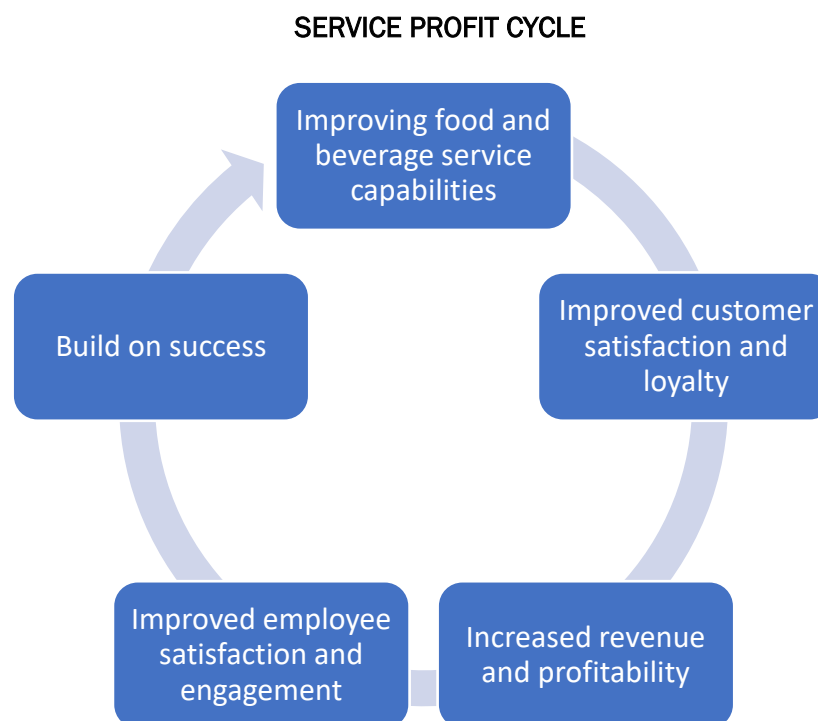 SERVICE PROFIT CYCLE
Improving food and
beverage service
capabilities
Improved customer
satisfaction and
loyalty
Increased revenue
and profitability
Improved employee
satisfaction and
engagement
Build on success